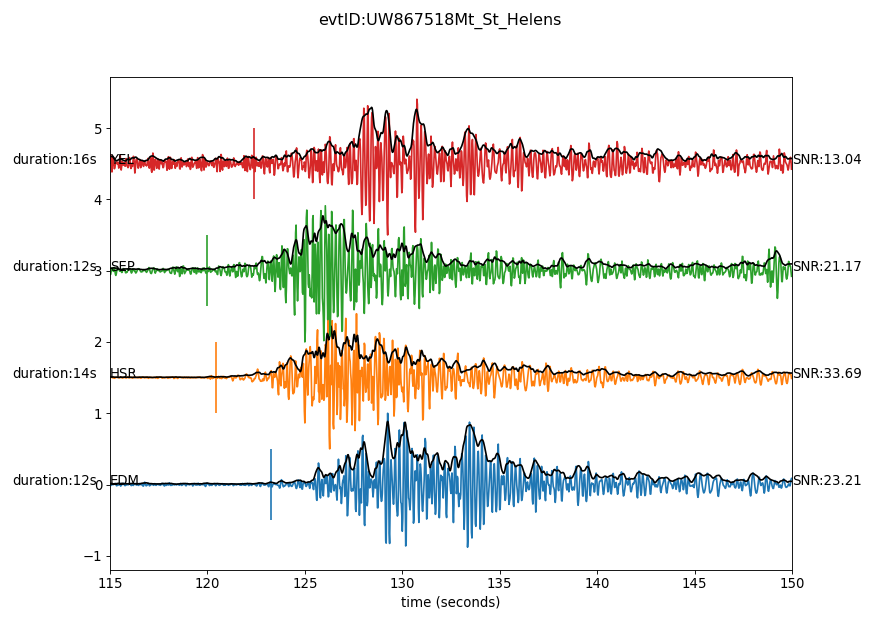 evtID:UW867518Mt_St_Helens
5
duration:16s YEL SNR:13.04
4
duration:12s 3 SEP SNR:21.17
2
duration:14s HSR SNR:33.69
1
duration:12s 0 EDM SNR:23.21
−1
115 120 125 130 135 140 145 150
time (seconds)